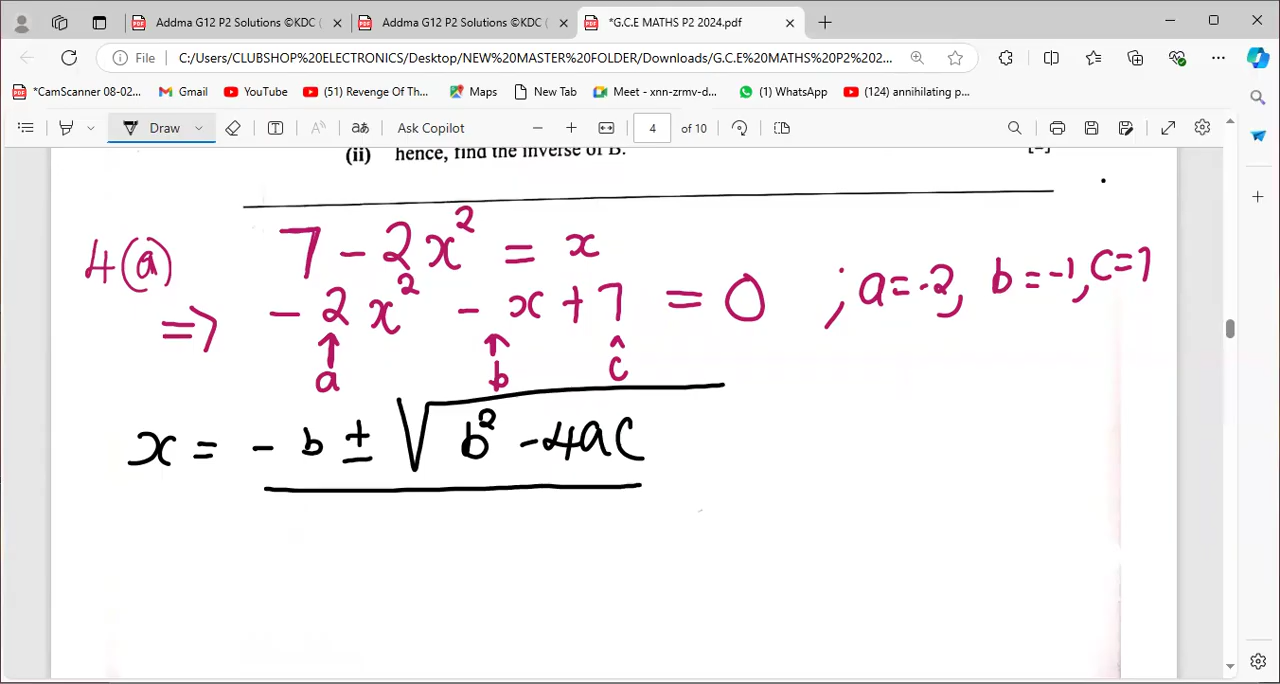 Addma G12 P2 Solutions ©KDC (
Addma G12 P2 Solutions ©KDC (
*G.C.E MATHS P2 2024.pdf
File
C:/Users/CLUBSHOP%20ELECTRONICS/Desktop/NEW%20MASTER%20FOLDER/Downloads/G.C.E%20MATHS%20P2%202...
*CamScanner 08-02...
Gmail
YouTube
(51) Revenge Of Th...
Maps
New Tab
Meet - xnn-zrmv-d...
(1) WhatsApp
(124) annihilating p...
Draw
aあ
Ask Copilot
4 of 10
(ii) hence, find the inverse of B.
4(a) 7 - 2x² = x
⇒ - 2x² - x + 7 = 0 ; a = -2, b = -1, c = 7
a b c
x = - b ± √b² - 4ac